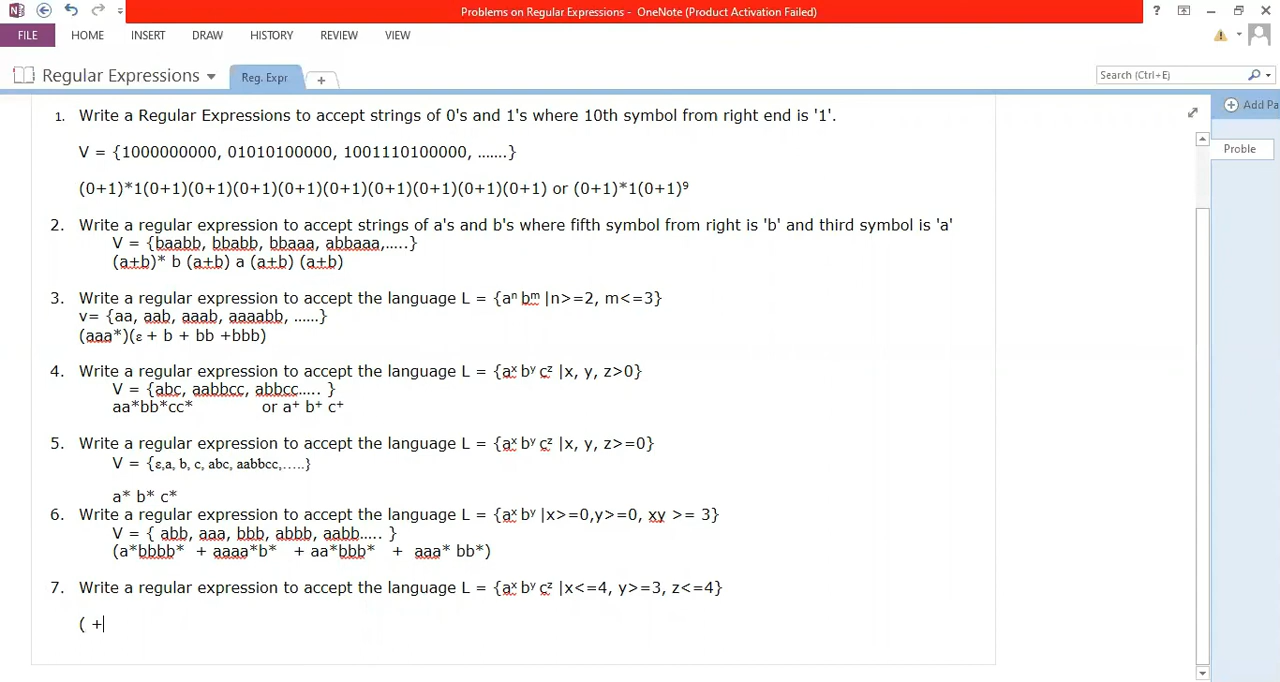 Problems on Regular Expressions - OneNote (Product Activation Failed)
FILE HOME INSERT DRAW HISTORY REVIEW VIEW
Regular Expressions Reg. Expr
Search (Ctrl+E)
Add Pa
Proble
1. Write a Regular Expressions to accept strings of 0's and 1's where 10th symbol from right end is '1'.
V = {1000000000, 01010100000, 1001110100000, .......}
(0+1)*1(0+1)(0+1)(0+1)(0+1)(0+1)(0+1)(0+1)(0+1)(0+1) or (0+1)*1(0+1)⁹
2. Write a regular expression to accept strings of a's and b's where fifth symbol from right is 'b' and third symbol is 'a'
V = {baabb, bbabb, bbaaa, abbaaa,.....}
(a+b)* b (a+b) a (a+b) (a+b)
3. Write a regular expression to accept the language L = {aⁿ bᵐ |n>=2, m<=3}
v= {aa, aab, aaab, aaaabb, ......}
(aaa*)(ε + b + bb +bbb)
4. Write a regular expression to accept the language L = {aˣ bʸ cᶻ |x, y, z>0}
V = {abc, aabbcc, abbcc..... }
aa*bb*cc* or a⁺ b⁺ c⁺
5. Write a regular expression to accept the language L = {aˣ bʸ cᶻ |x, y, z>=0}
V = {ε,a, b, c, abc, aabbcc,.....}
a* b* c*
6. Write a regular expression to accept the language L = {aˣ bʸ |x>=0,y>=0, xy >= 3}
V = { abb, aaa, bbb, abbb, aabb..... }
(a*bbbb* + aaaa*b* + aa*bbb* + aaa* bb*)
7. Write a regular expression to accept the language L = {aˣ bʸ cᶻ |x<=4, y>=3, z<=4}
( +